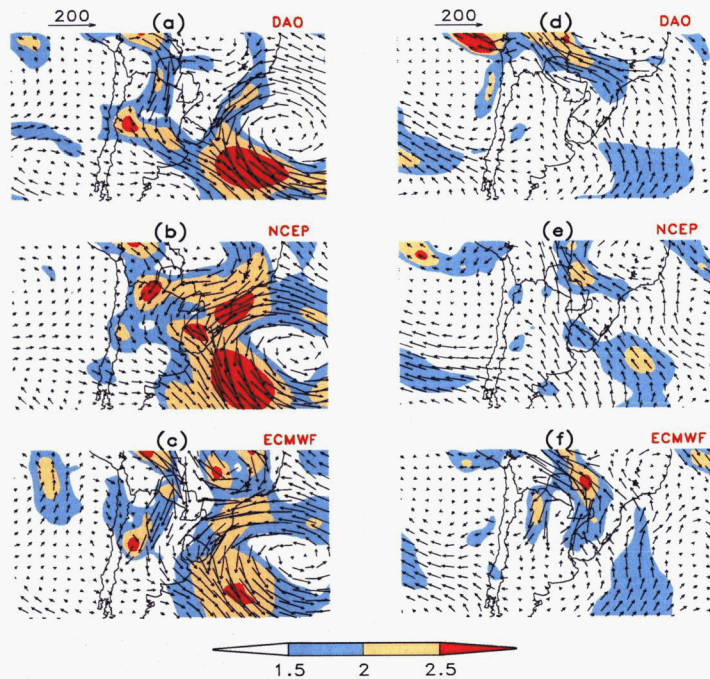 200 (a) DAO
200 (d) DAO
(b) NCEP
(e) NCEP
(c) ECMWF
(f) ECMWF
1.5 2 2.5